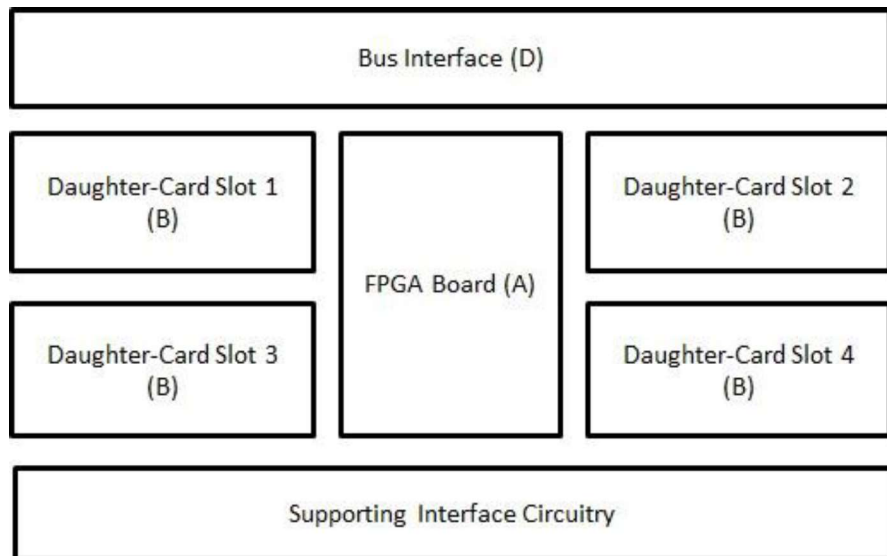 Bus Interface (D)
Daughter-Card Slot 1
(B)
FPGA Board (A)
Daughter-Card Slot 2
(B)
Daughter-Card Slot 3
(B)
Daughter-Card Slot 4
(B)
Supporting Interface Circuitry